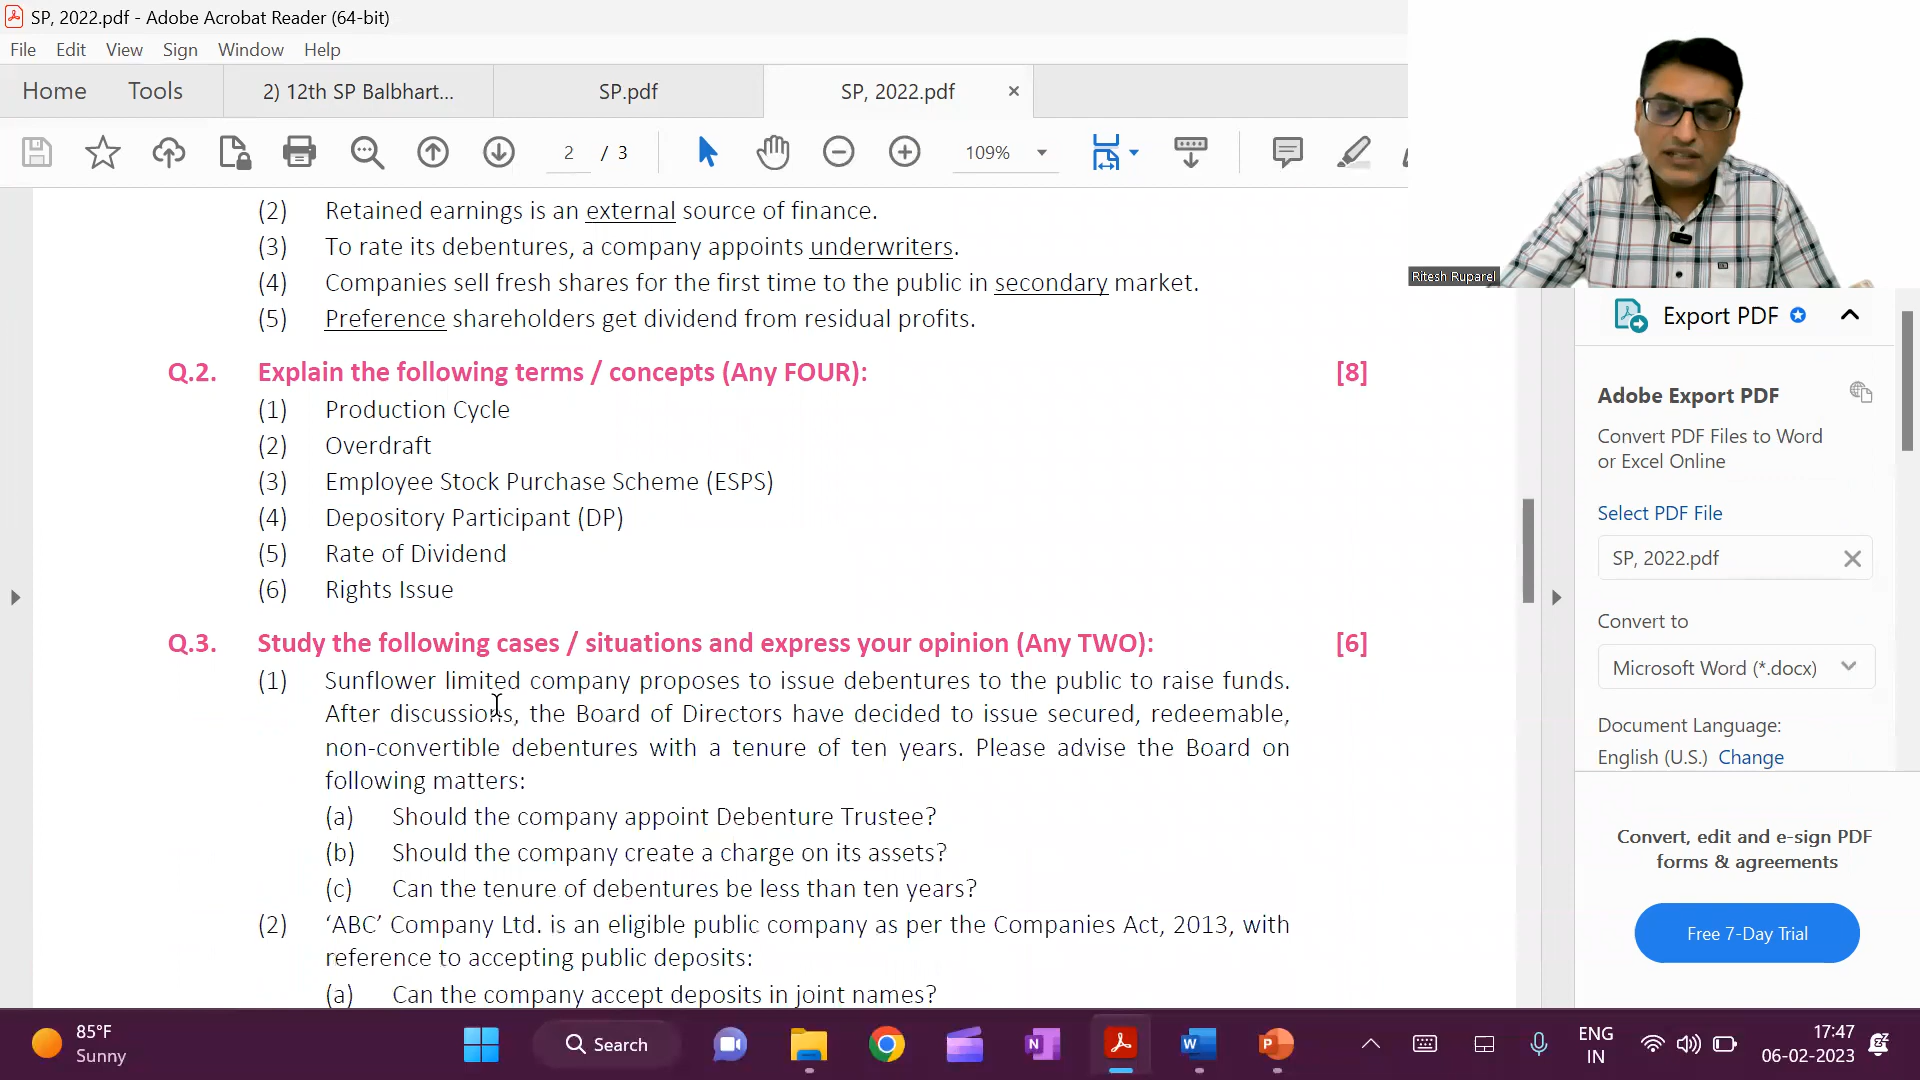 SP, 2022.pdf - Adobe Acrobat Reader (64-bit)
File Edit View Sign Window Help
Home Tools 2) 12th SP Balbhart... SP.pdf SP, 2022.pdf ×
2 / 3 109%
(2) Retained earnings is an external source of finance.
(3) To rate its debentures, a company appoints underwriters.
(4) Companies sell fresh shares for the first time to the public in secondary market.
(5) Preference shareholders get dividend from residual profits.
Q.2. Explain the following terms / concepts (Any FOUR): [8]
(1) Production Cycle
(2) Overdraft
(3) Employee Stock Purchase Scheme (ESPS)
(4) Depository Participant (DP)
(5) Rate of Dividend
(6) Rights Issue
Q.3. Study the following cases / situations and express your opinion (Any TWO): [6]
(1) Sunflower limited company proposes to issue debentures to the public to raise funds.
After discussions, the Board of Directors have decided to issue secured, redeemable,
non-convertible debentures with a tenure of ten years. Please advise the Board on
following matters:
(a) Should the company appoint Debenture Trustee?
(b) Should the company create a charge on its assets?
(c) Can the tenure of debentures be less than ten years?
(2) ‘ABC’ Company Ltd. is an eligible public company as per the Companies Act, 2013, with
reference to accepting public deposits:
(a) Can the company accept deposits in joint names?
Ritesh Ruparel
Export PDF
Adobe Export PDF
Convert PDF Files to Word
or Excel Online
Select PDF File
SP, 2022.pdf
Convert to
Microsoft Word (*.docx)
Document Language:
English (U.S.) Change
Convert, edit and e-sign PDF
forms & agreements
Free 7-Day Trial
85°F
Sunny
Search
ENG
IN
17:47
06-02-2023